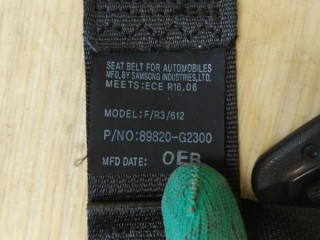 SEAT BELT FOR AUTOMOBILES
MFD, BY SAMSONG INDUSTRIES, LTD.
MEETS: ECE R16.06
MODEL: F/R3/612
P/NO: 89820-G2300
MFD DATE: